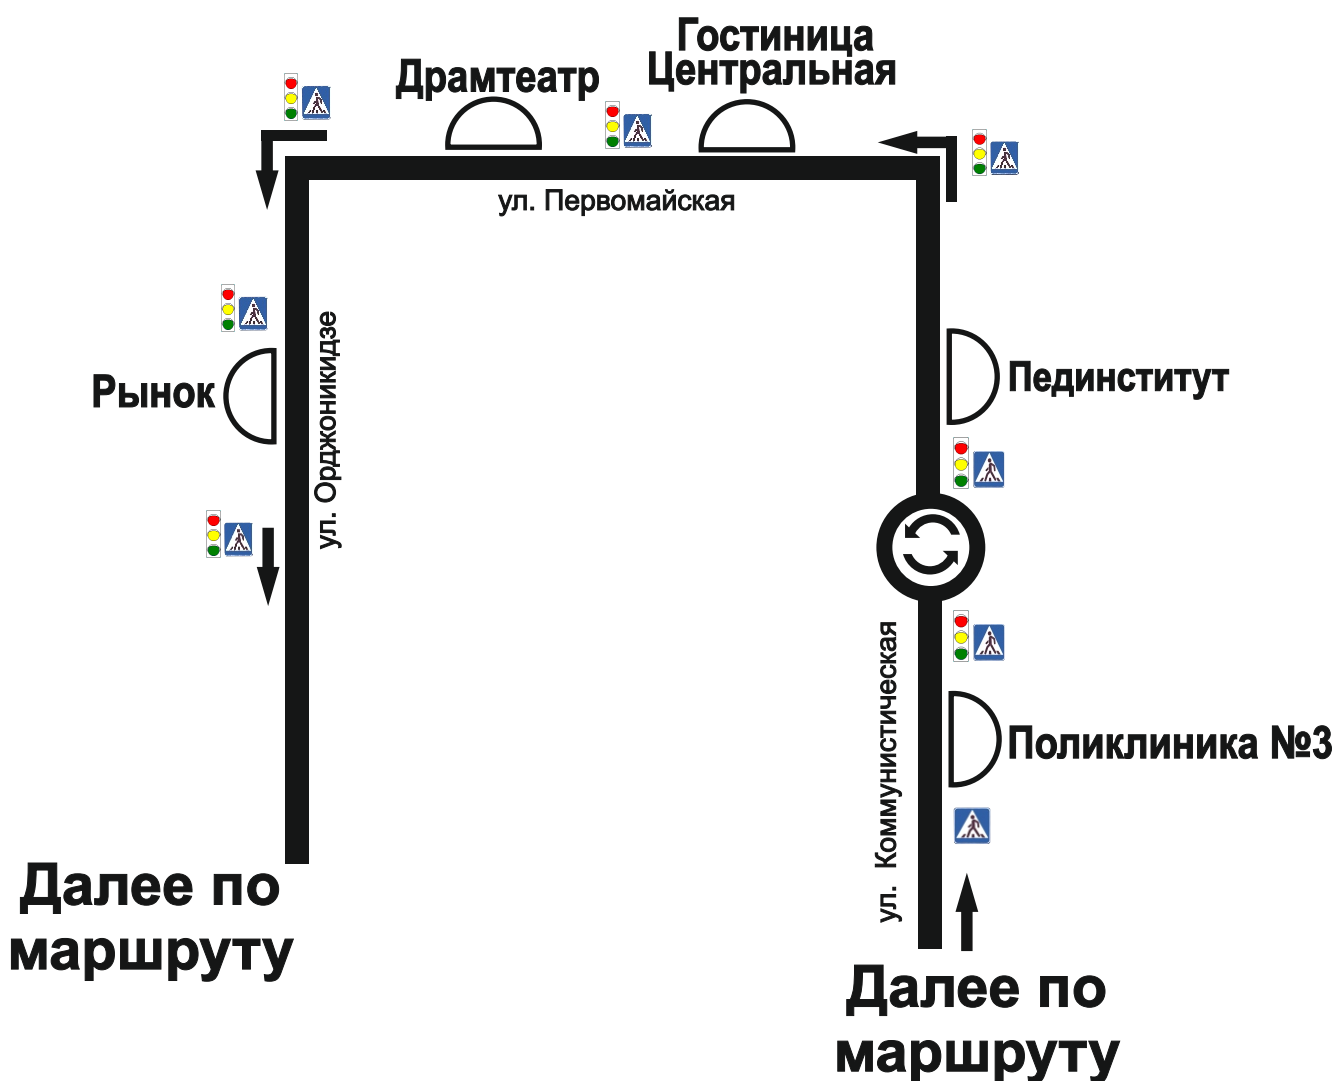 Гостиница
Центральная
Драмтеатр
ул. Первомайская
ул. Орджоникидзе
Рынок
Пединститут
ул. Коммунистическая
Поликлиника №3
Далее по
маршруту
Далее по
маршруту